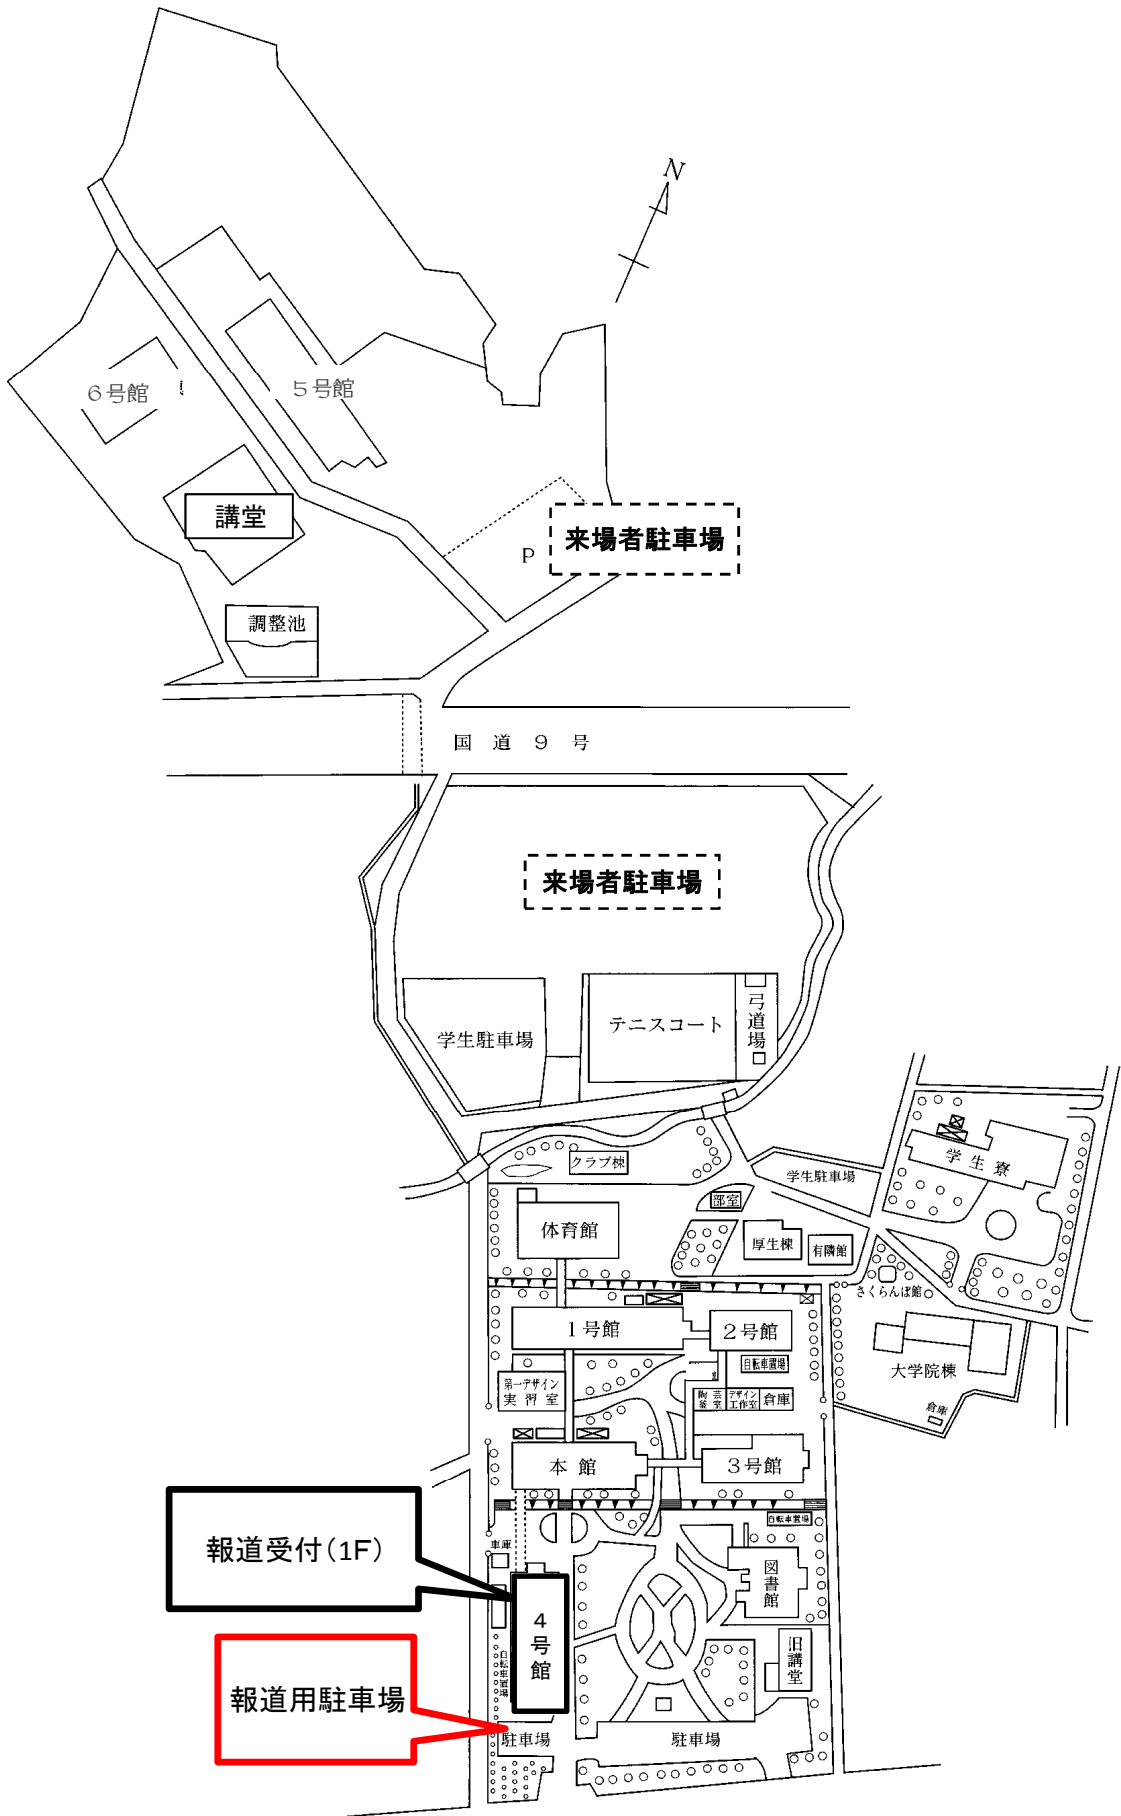 N
6号館
5号館
講堂
来場者駐車場
P
調整池
国道9号
来場者駐車場
学生駐車場
テニスコート
弓道場
クラブ棟
学生駐車場
学生寮
部室
体育館
厚生棟
有隣館
さくらんぼ館
1号館
2号館
自転車置場
大学院棟
第一デザイン
実習室
陶芸
窯室
デザイン
工作室
倉庫
倉庫
本館
3号館
自転車置場
報道受付(1F)
車庫
図書館
4号館
自転車置場
旧講堂
報道用駐車場
駐車場
駐車場